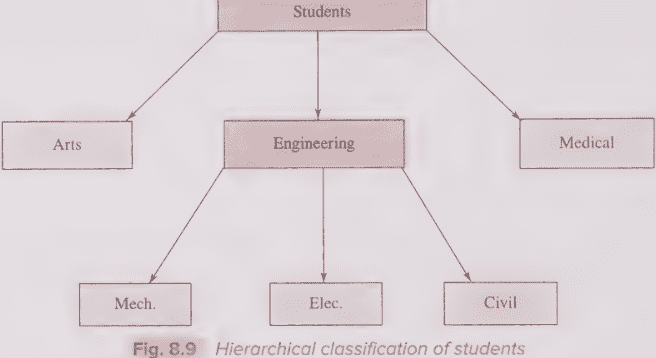 Students
Arts
Engineering
Medical
Mech.
Elec.
Civil
Fig. 8.9 Hierarchical classification of students